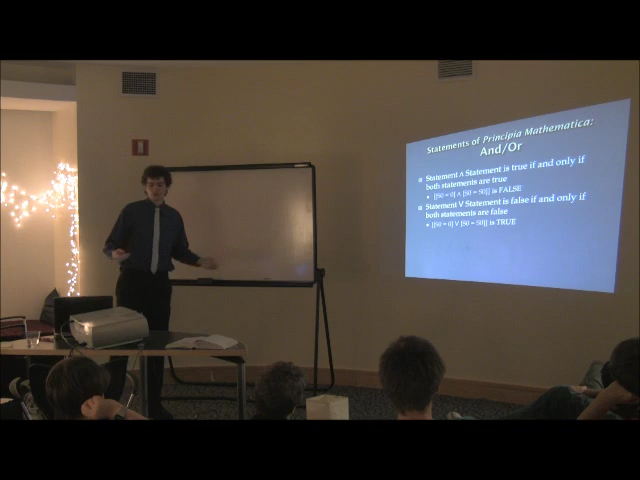 Statements of Principia Mathematica:
And/Or
Statement ∧ Statement is true if and only if
both statements are true
[[S0 = 0] ∧ [S0 = S0]] is FALSE
Statement ∨ Statement is false if and only if
both statements are false
[[S0 = 0] ∨ [S0 = S0]] is TRUE